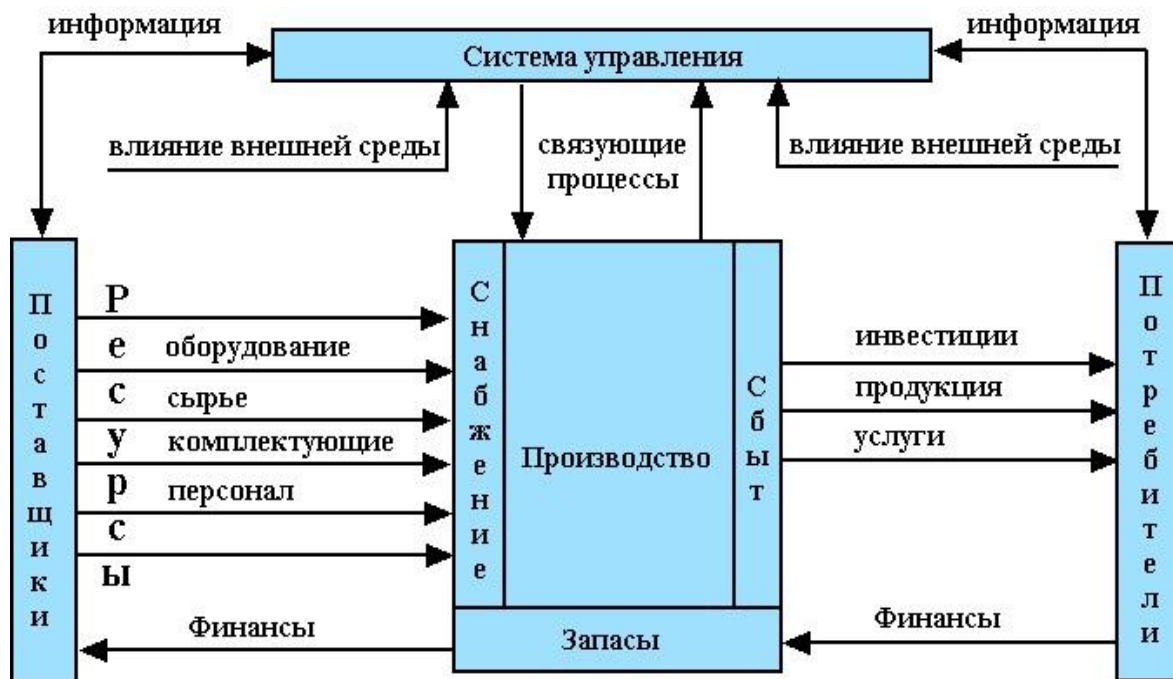 информация
информация
Система управления
влияние внешней среды
связующие
процессы
влияние внешней среды
Поставщики
Ресурсы
оборудование
сырье
комплектующие
персонал
Снабжение
Производство
Сбыт
инвестиции
продукция
услуги
Потребители
Финансы
Запасы
Финансы